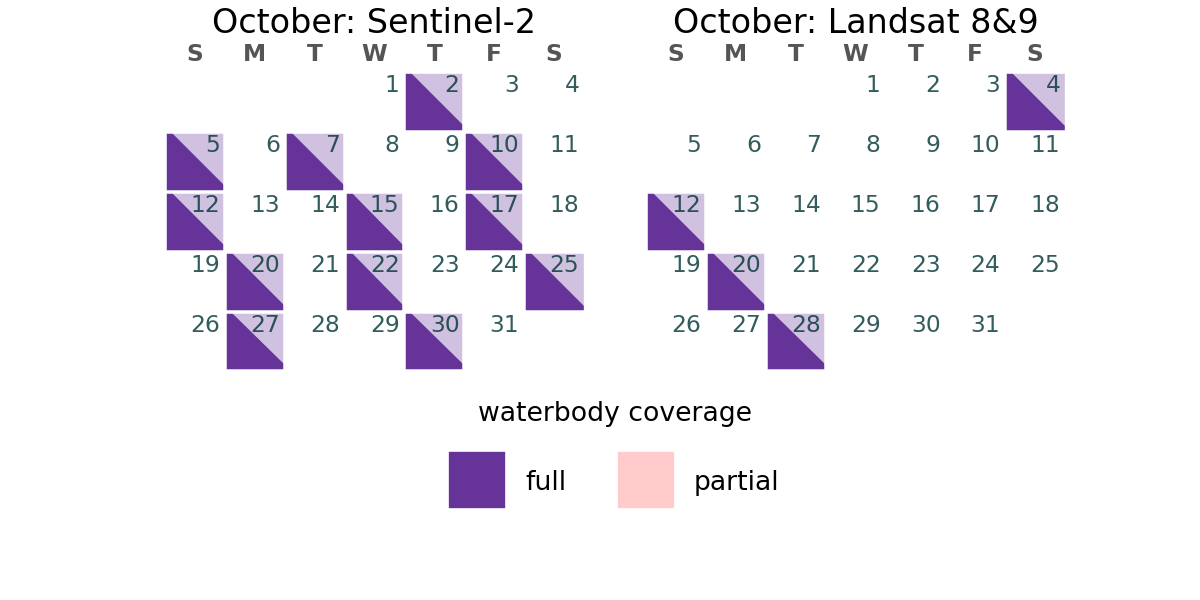 October: Sentinel-2
S M T W T F S
1 2 3 4
5 6 7 8 9 10 11
12 13 14 15 16 17 18
19 20 21 22 23 24 25
26 27 28 29 30 31
October: Landsat 8&9
S M T W T F S
1 2 3 4
5 6 7 8 9 10 11
12 13 14 15 16 17 18
19 20 21 22 23 24 25
26 27 28 29 30 31
waterbody coverage
full partial